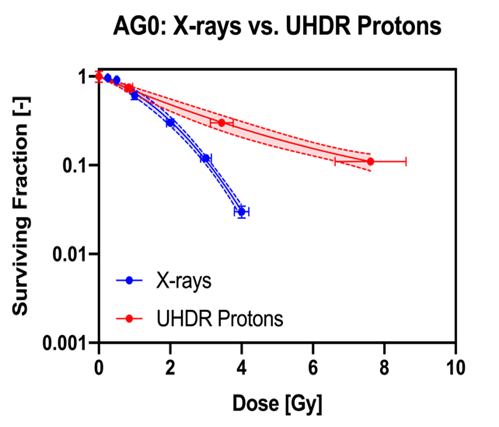 AG0: X-rays vs. UHDR Protons
Surviving Fraction [-]
1
0.1
0.01
0.001
X-rays
UHDR Protons
0 2 4 6 8 10
Dose [Gy]